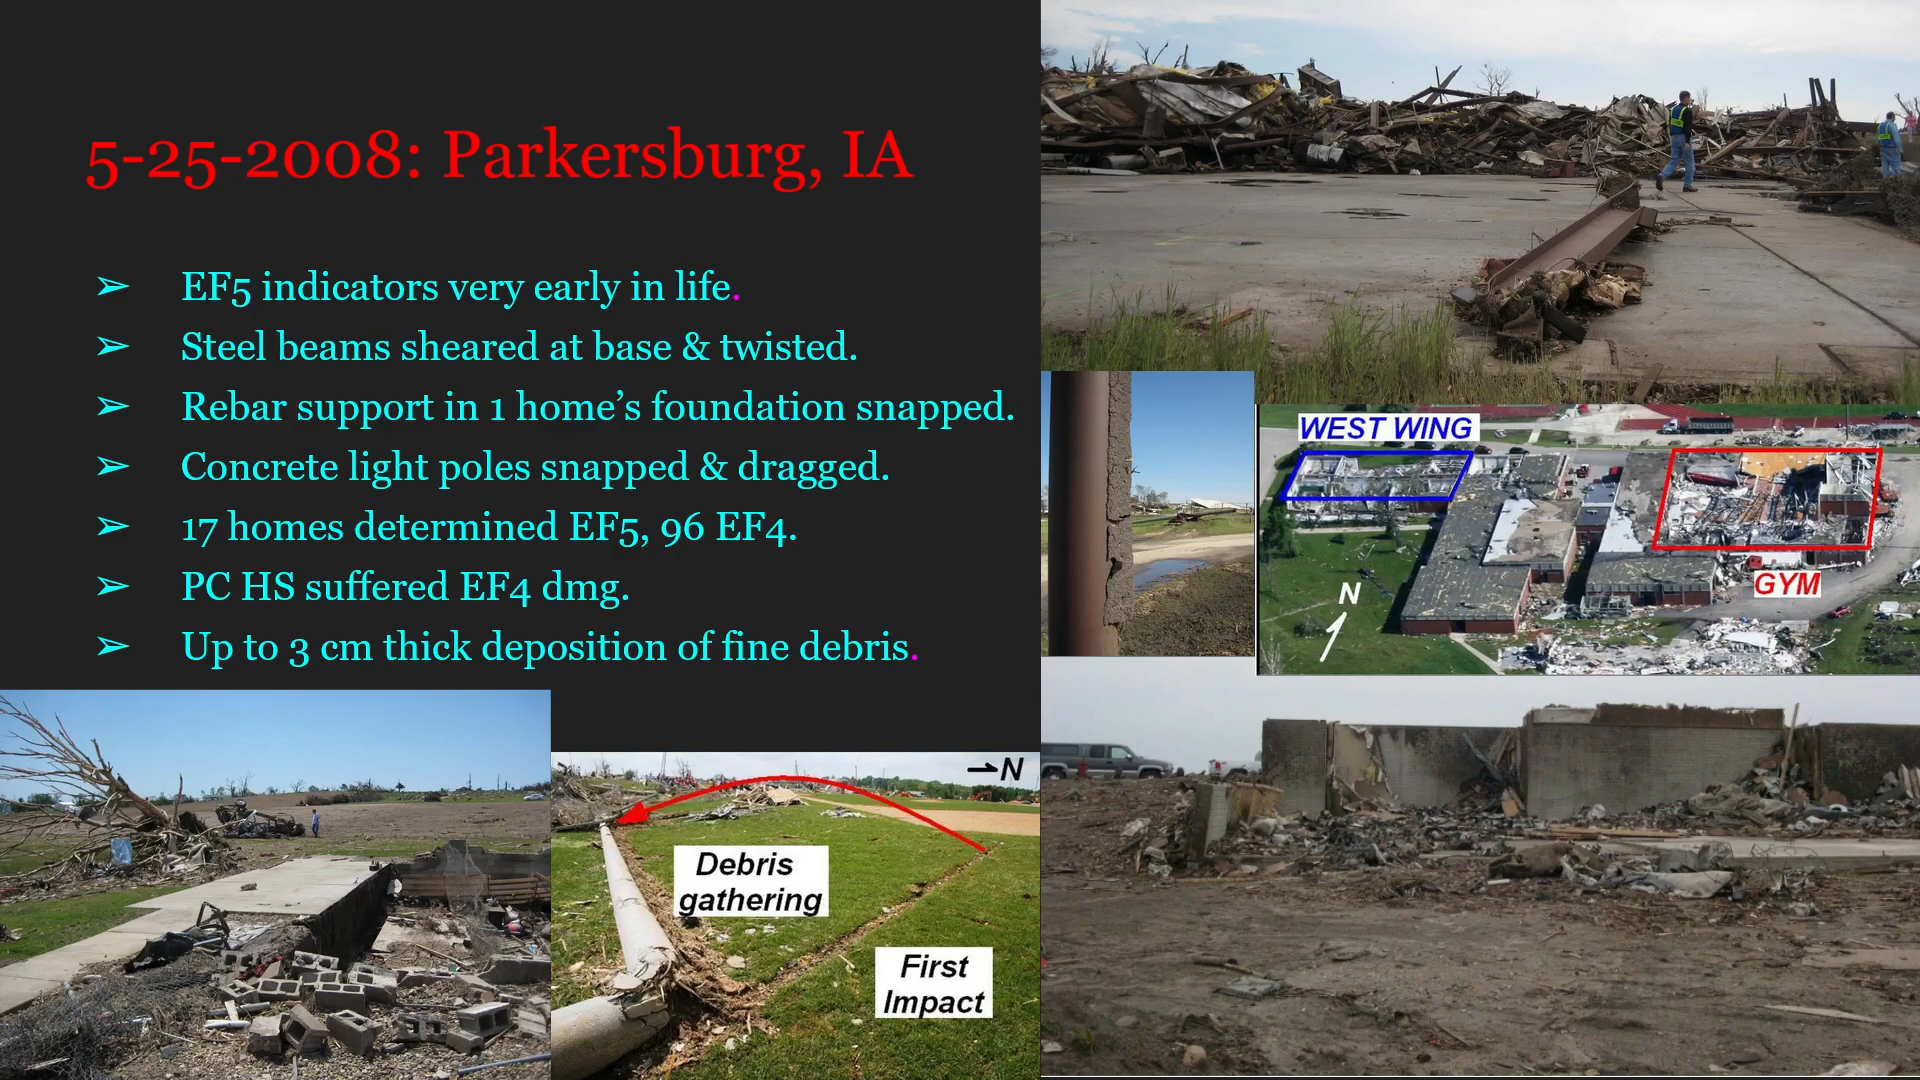 5-25-2008: Parkersburg, IA
➢ EF5 indicators very early in life.
➢ Steel beams sheared at base & twisted.
➢ Rebar support in 1 home’s foundation snapped.
➢ Concrete light poles snapped & dragged.
➢ 17 homes determined EF5, 96 EF4.
➢ PC HS suffered EF4 dmg.
➢ Up to 3 cm thick deposition of fine debris.
WEST WING
GYM
N
N
Debris
gathering
First
Impact